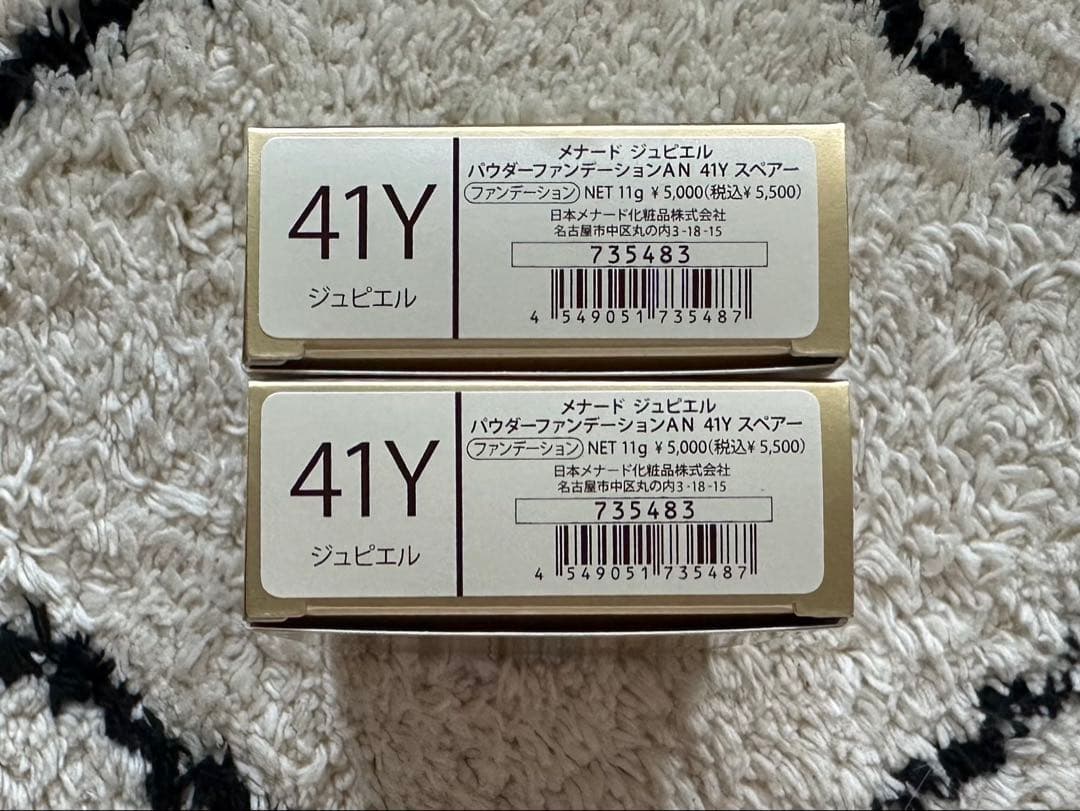 41Y
ジュピエル
メナード ジュピエル
パウダーファンデーションAN 41Y スペアー
ファンデーション NET 11g ¥5,000(税込¥5,500)
日本メナード化粧品株式会社
名古屋市中区丸の内3-18-15
735483
4 549051 735487
41Y
ジュピエル
メナード ジュピエル
パウダーファンデーションAN 41Y スペアー
ファンデーション NET 11g ¥5,000(税込¥5,500)
日本メナード化粧品株式会社
名古屋市中区丸の内3-18-15
735483
4 549051 735487